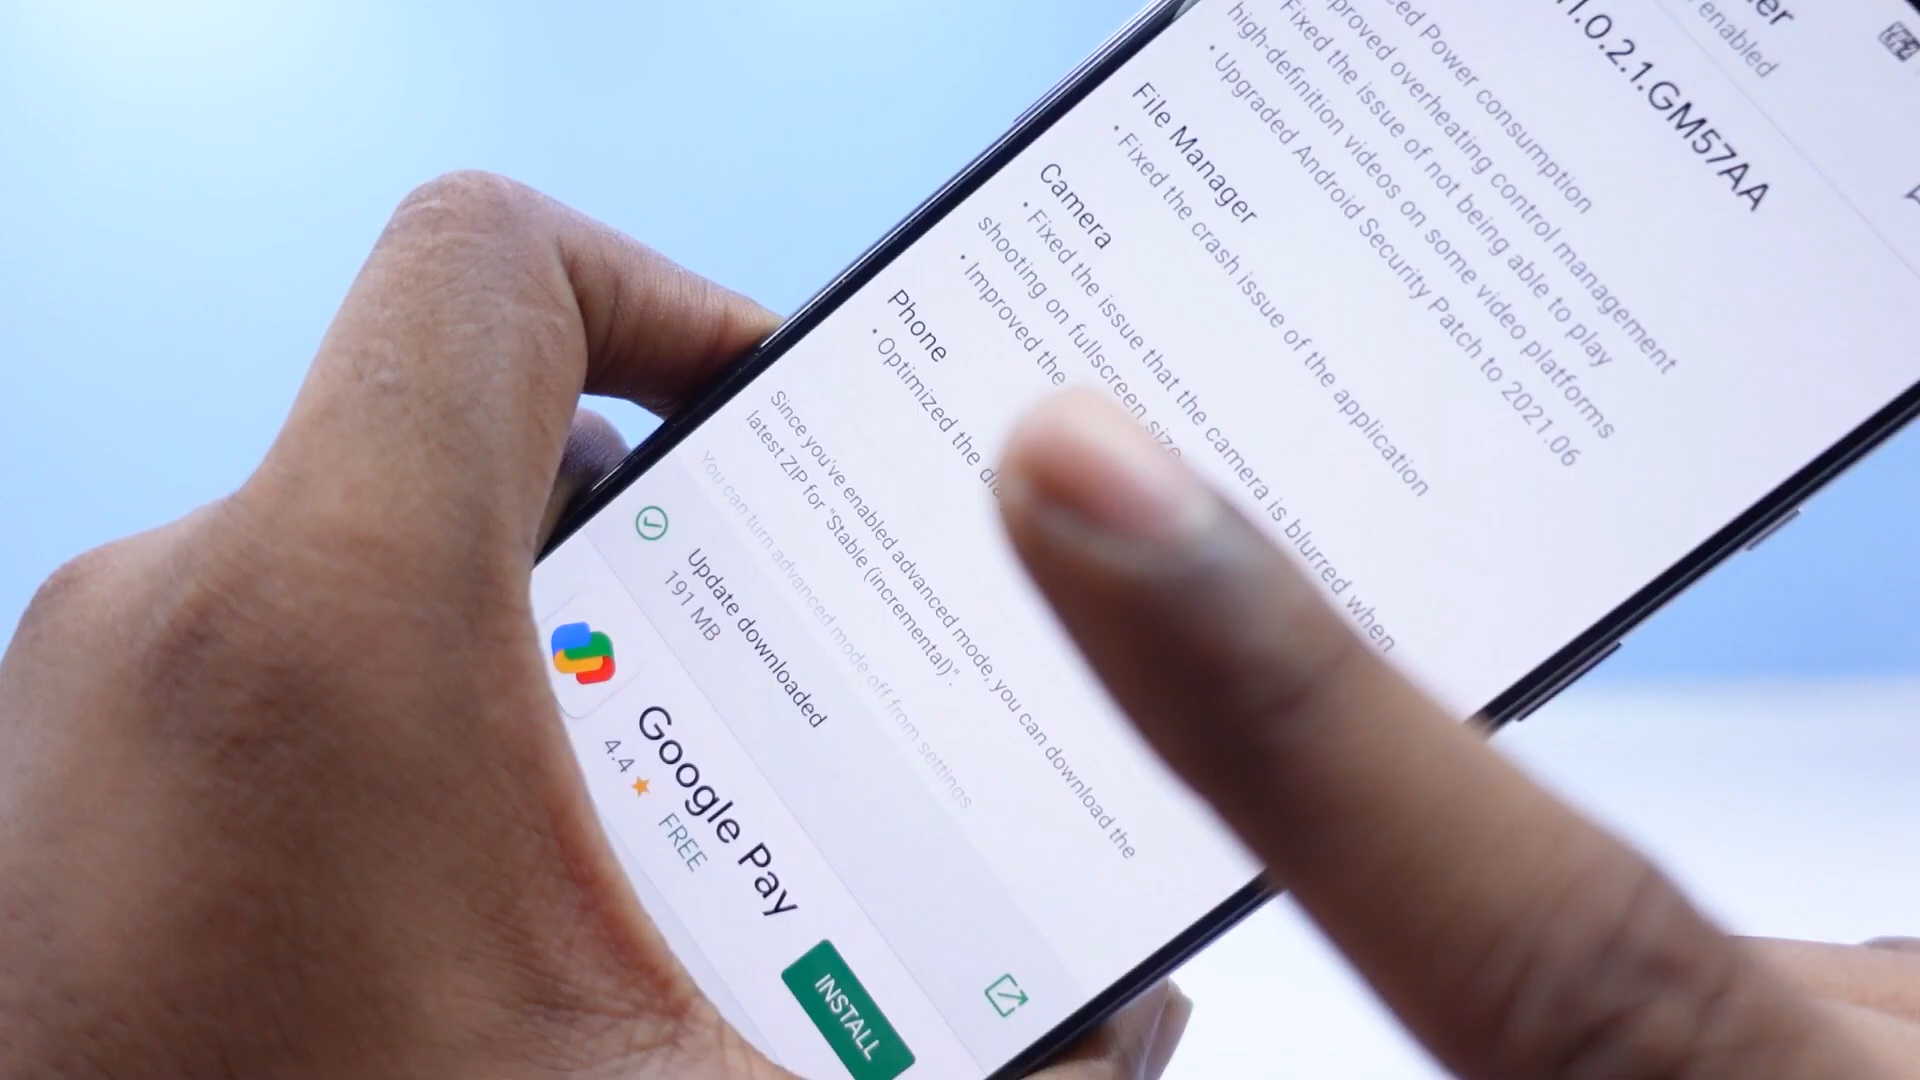 enabled
11.0.2.1.GM57AA
Power consumption
overheating control management
Fixed the issue of not being able to play
high-definition videos on some video platforms
• Upgraded Android Security Patch to 2021.06
File Manager
• Fixed the crash issue of the application
Camera
• Fixed the issue that the camera is blurred when
shooting on fullscreen size
• Improved the
Phone
• Optimized the
Since you've enabled advanced mode, you can download the
latest ZIP for "Stable (incremental)".
You can turn advanced mode off from settings
Update downloaded
191 MB
Google Pay
4.4 ★ FREE
INSTALL